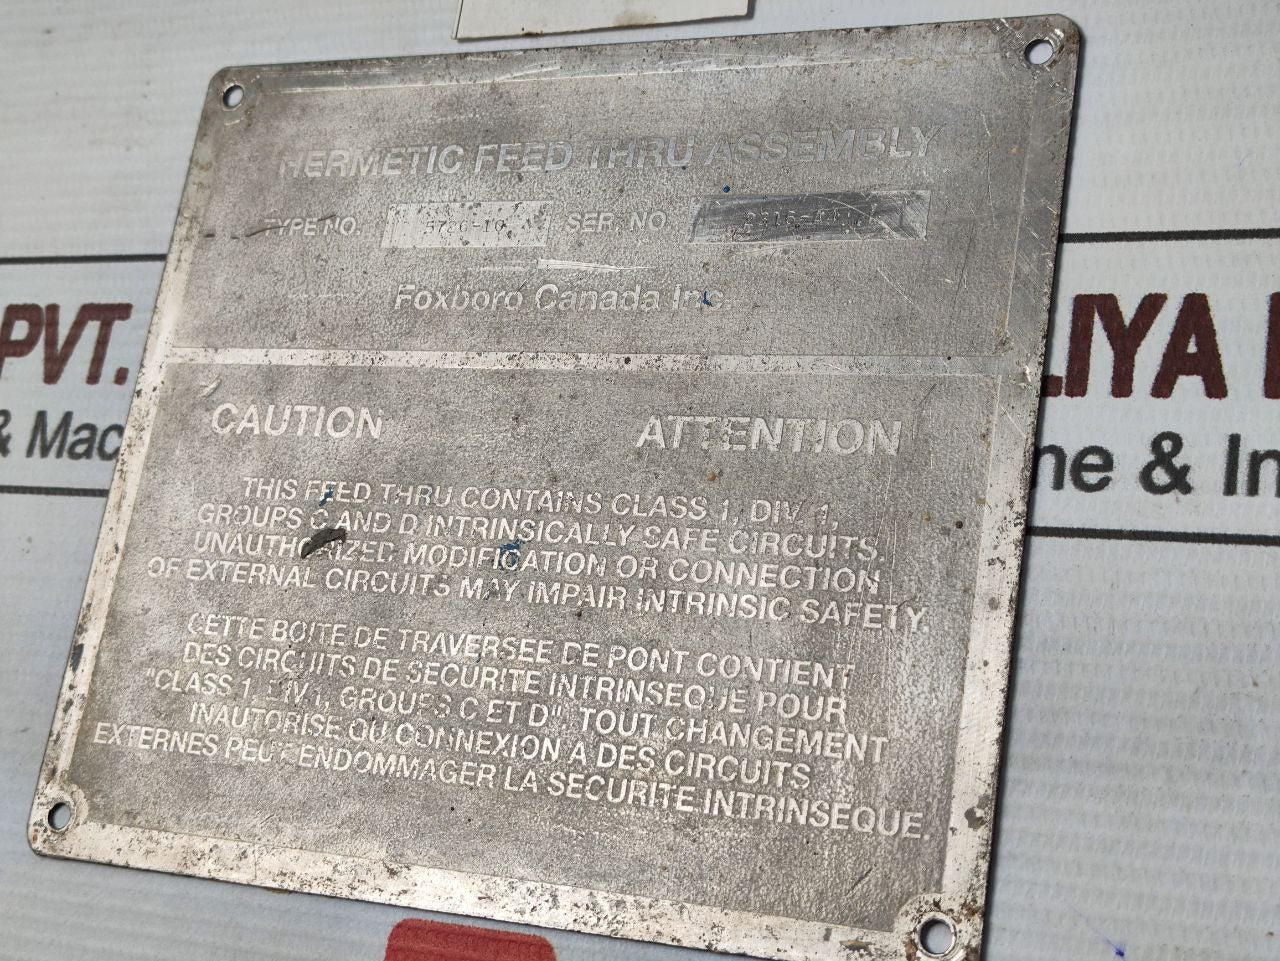 HERMETIC FEED THRU ASSEMBLY
TYPE NO. SER. NO.
Foxboro Canada Inc.
CAUTION ATTENTION
THIS FEED THRU CONTAINS CLASS 1, DIV. 1,
GROUPS C AND D INTRINSICALLY SAFE CIRCUITS.
UNAUTHORIZED MODIFICATION OR CONNECTION
OF EXTERNAL CIRCUITS MAY IMPAIR INTRINSIC SAFETY.
CETTE BOITE DE TRAVERSEE DE PONT CONTIENT
DES CIRCUITS DE SECURITE INTRINSEQUE POUR
"CLASS 1, DIV.1, GROUPS C ET D". TOUT CHANGEMENT
INAUTORISE OU CONNEXION A DES CIRCUITS
EXTERNES PEUT ENDOMMAGER LA SECURITE INTRINSEQUE.
PVT.
& Mac
LIYA
ne & In